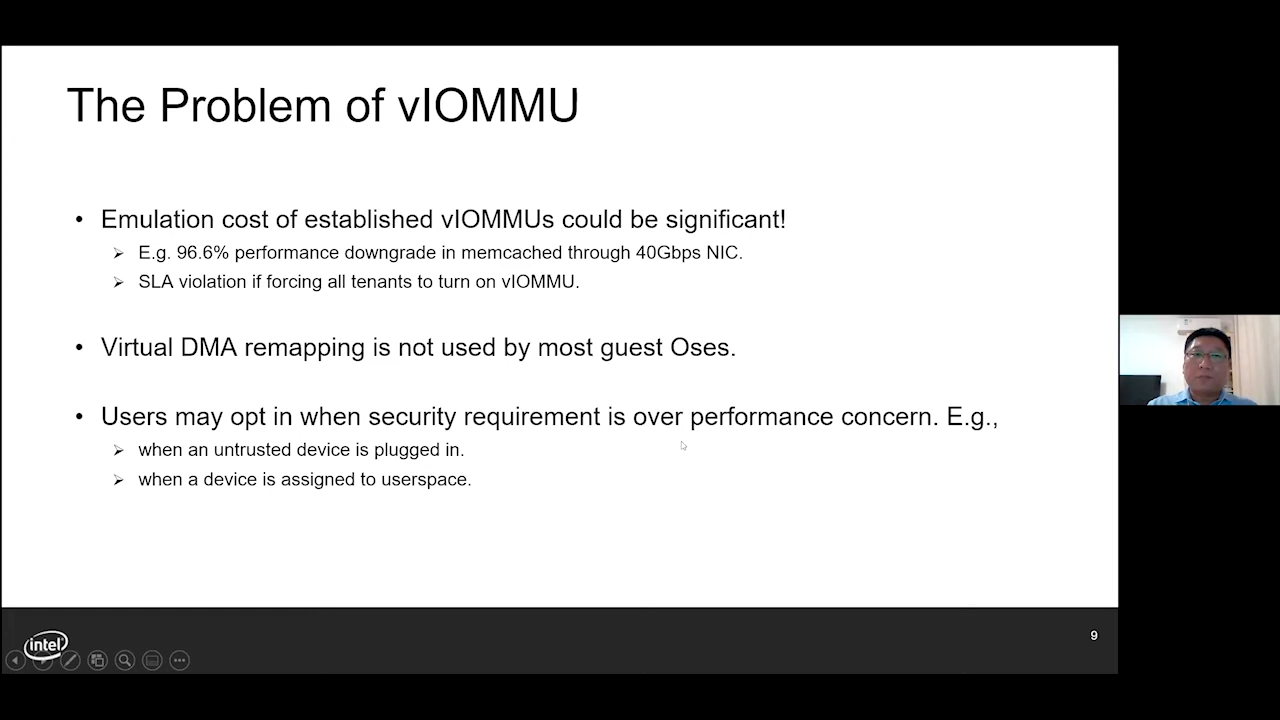 The Problem of vIOMMU
• Emulation cost of established vIOMMUs could be significant!
➢ E.g. 96.6% performance downgrade in memcached through 40Gbps NIC.
➢ SLA violation if forcing all tenants to turn on vIOMMU.
• Virtual DMA remapping is not used by most guest Oses.
• Users may opt in when security requirement is over performance concern. E.g.,
➢ when an untrusted device is plugged in.
➢ when a device is assigned to userspace.
intel
9